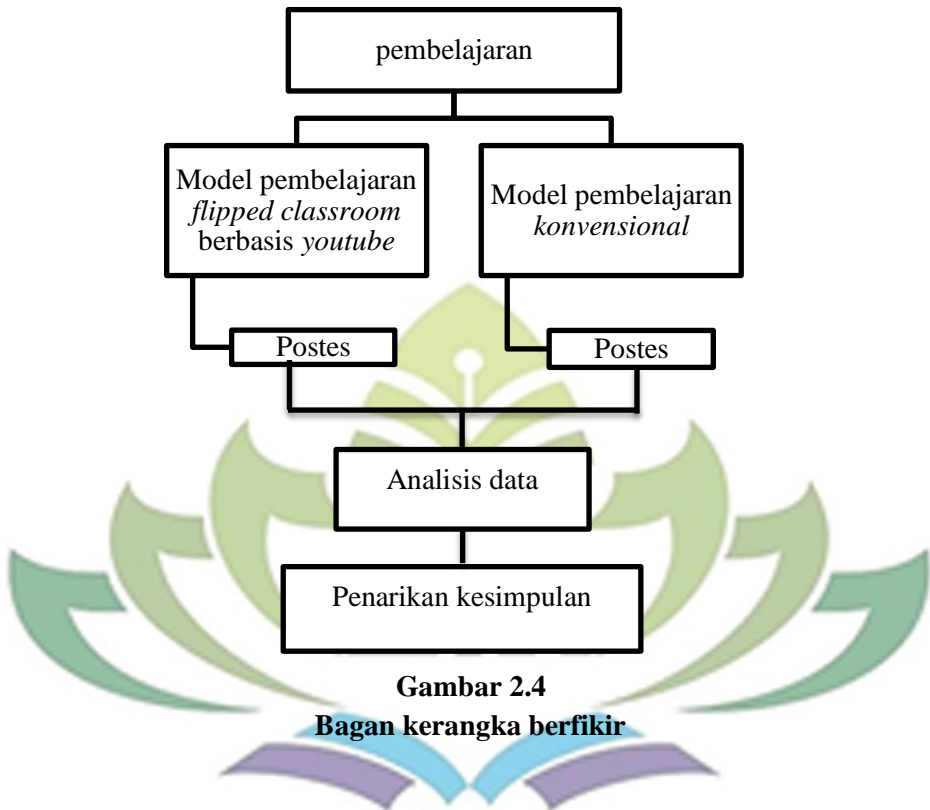 pembelajaran
Model pembelajaran
flipped classroom
berbasis youtube
Model pembelajaran
konvensional
Postes
Postes
Analisis data
Penarikan kesimpulan
Gambar 2.4
Bagan kerangka berfikir